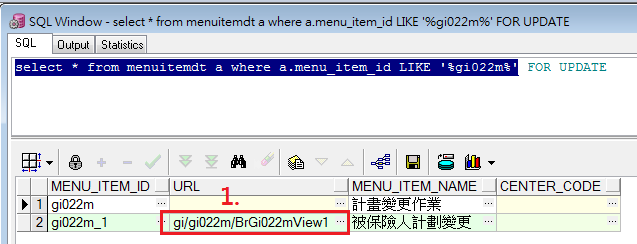 SQL Window - select * from menuitemdt a where a.menu_item_id LIKE '%gi022m%' FOR UPDATE
SQL Output Statistics
select * from menuitemdt a where a.menu_item_id LIKE '%gi022m%' FOR UPDATE
MENU_ITEM_ID URL MENU_ITEM_NAME CENTER_CODE
1.
1 gi022m 計畫變更作業
2 gi022m_1 gi/gi022m/BrGi022mView1 被保險人計劃變更